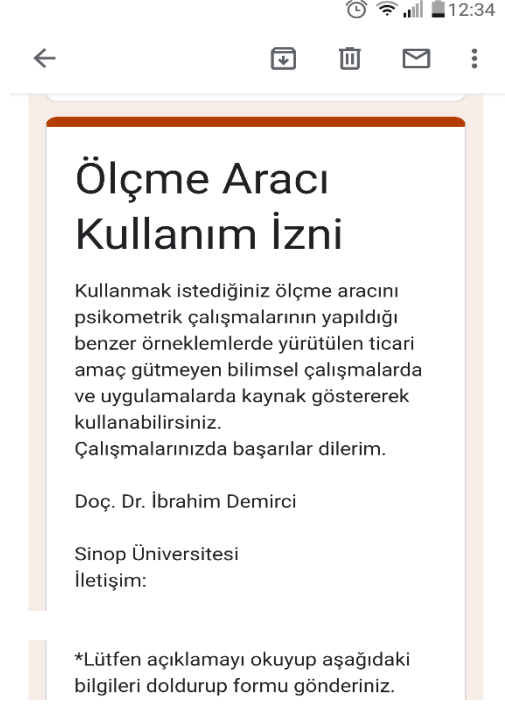 12:34
Ölçme Aracı
Kullanım İzni
Kullanmak istediğiniz ölçme aracını
psikometrik çalışmalarının yapıldığı
benzer örneklemlerde yürütülen ticari
amaç gütmeyen bilimsel çalışmalarda
ve uygulamalarda kaynak göstererek
kullanabilirsiniz.
Çalışmalarınızda başarılar dilerim.
Doç. Dr. İbrahim Demirci
Sinop Üniversitesi
İletişim:
*Lütfen açıklamayı okuyup aşağıdaki
bilgileri doldurup formu gönderiniz.